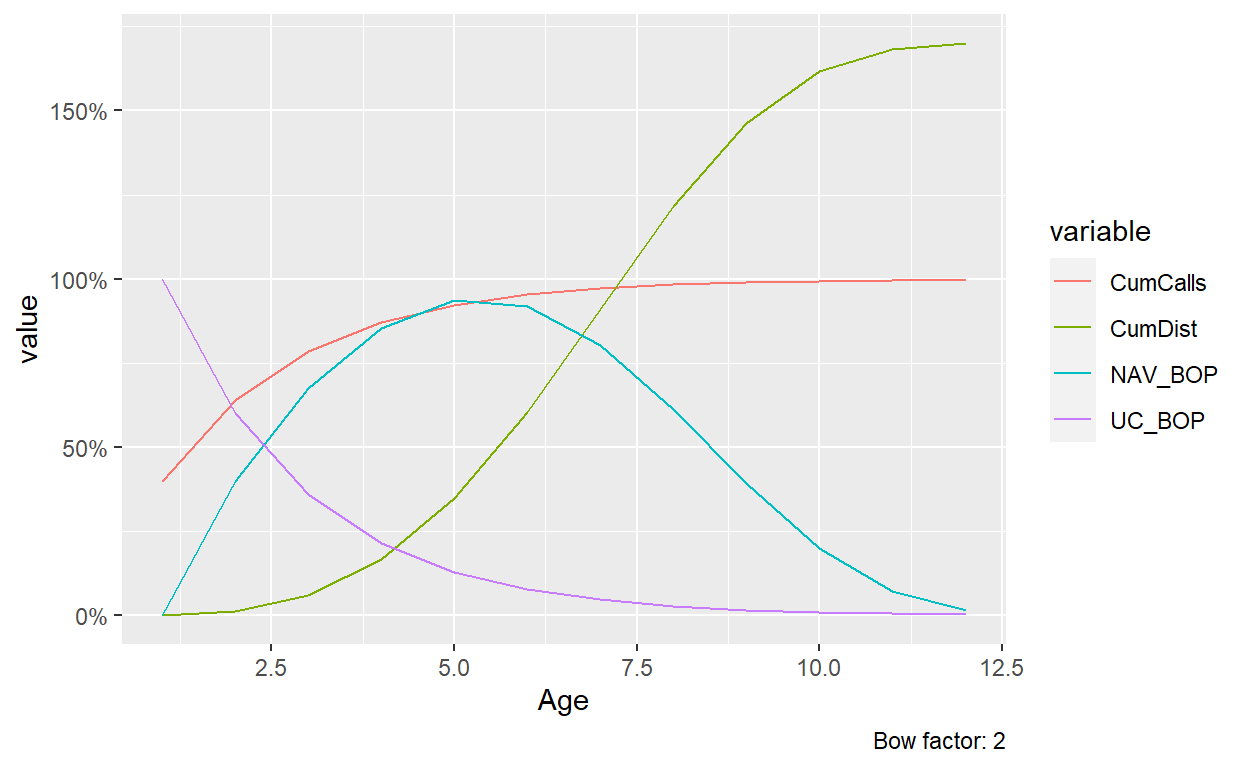 value
150%
100%
50%
0%
2.5
5.0
7.5
10.0
12.5
Age
variable
CumCalls
CumDist
NAV_BOP
UC_BOP
Bow factor: 2